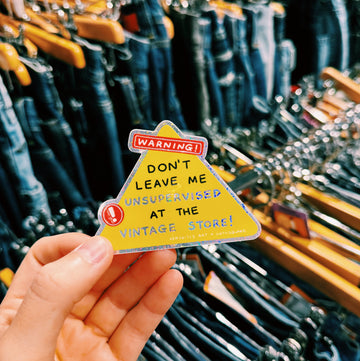 WARNING!
DON'T
LEAVE ME
UNSUPERVISED
AT THE
VINTAGE STORE!
!